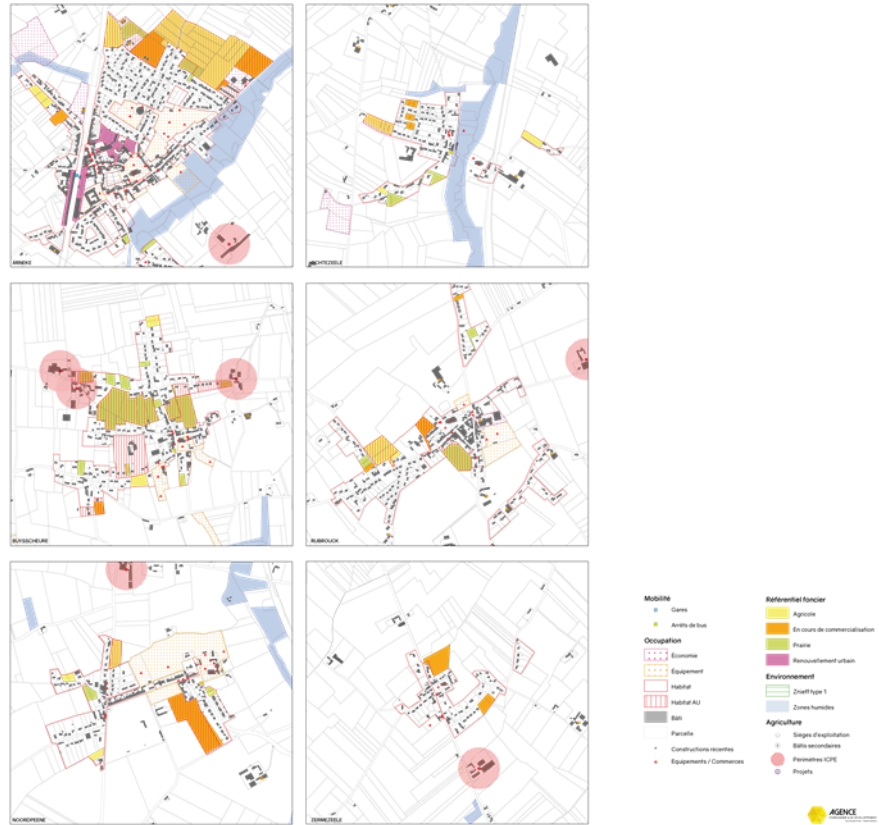 ARNEKE
OCHTEZEELE
BUYSSCHEURE
RUBROUCK
NOORDPEENE
ZERMEZEELE
Mobilité
Gares
Arrêts de bus
Occupation
Économie
Équipement
Habitat
Habitat AU
Bâti
Parcelle
Constructions récentes
Equipements / Commerces
Référentiel foncier
Agricole
En cours de commercialisation
Prairie
Renouvellement urbain
Environnement
Znieff type 1
Zones humides
Agriculture
Sièges d'exploitation
Bâtis secondaires
Périmètres ICPE
Projets
AGENCE